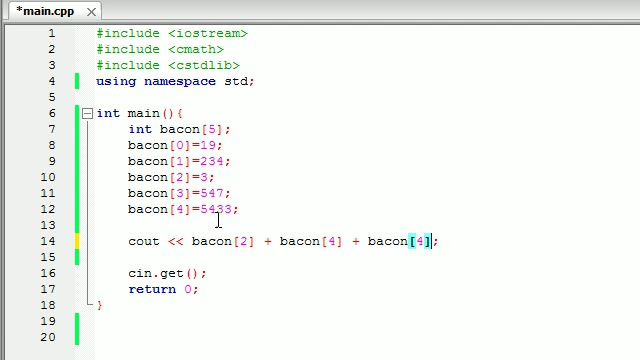 *main.cpp
1 #include <iostream>
2 #include <cmath>
3 #include <cstdlib>
4 using namespace std;
5
6 int main(){
7 int bacon[5];
8 bacon[0]=19;
9 bacon[1]=234;
10 bacon[2]=3;
11 bacon[3]=547;
12 bacon[4]=5433;
13
14 cout << bacon[2] + bacon[4] + bacon[4];
15
16 cin.get();
17 return 0;
18 }
19
20